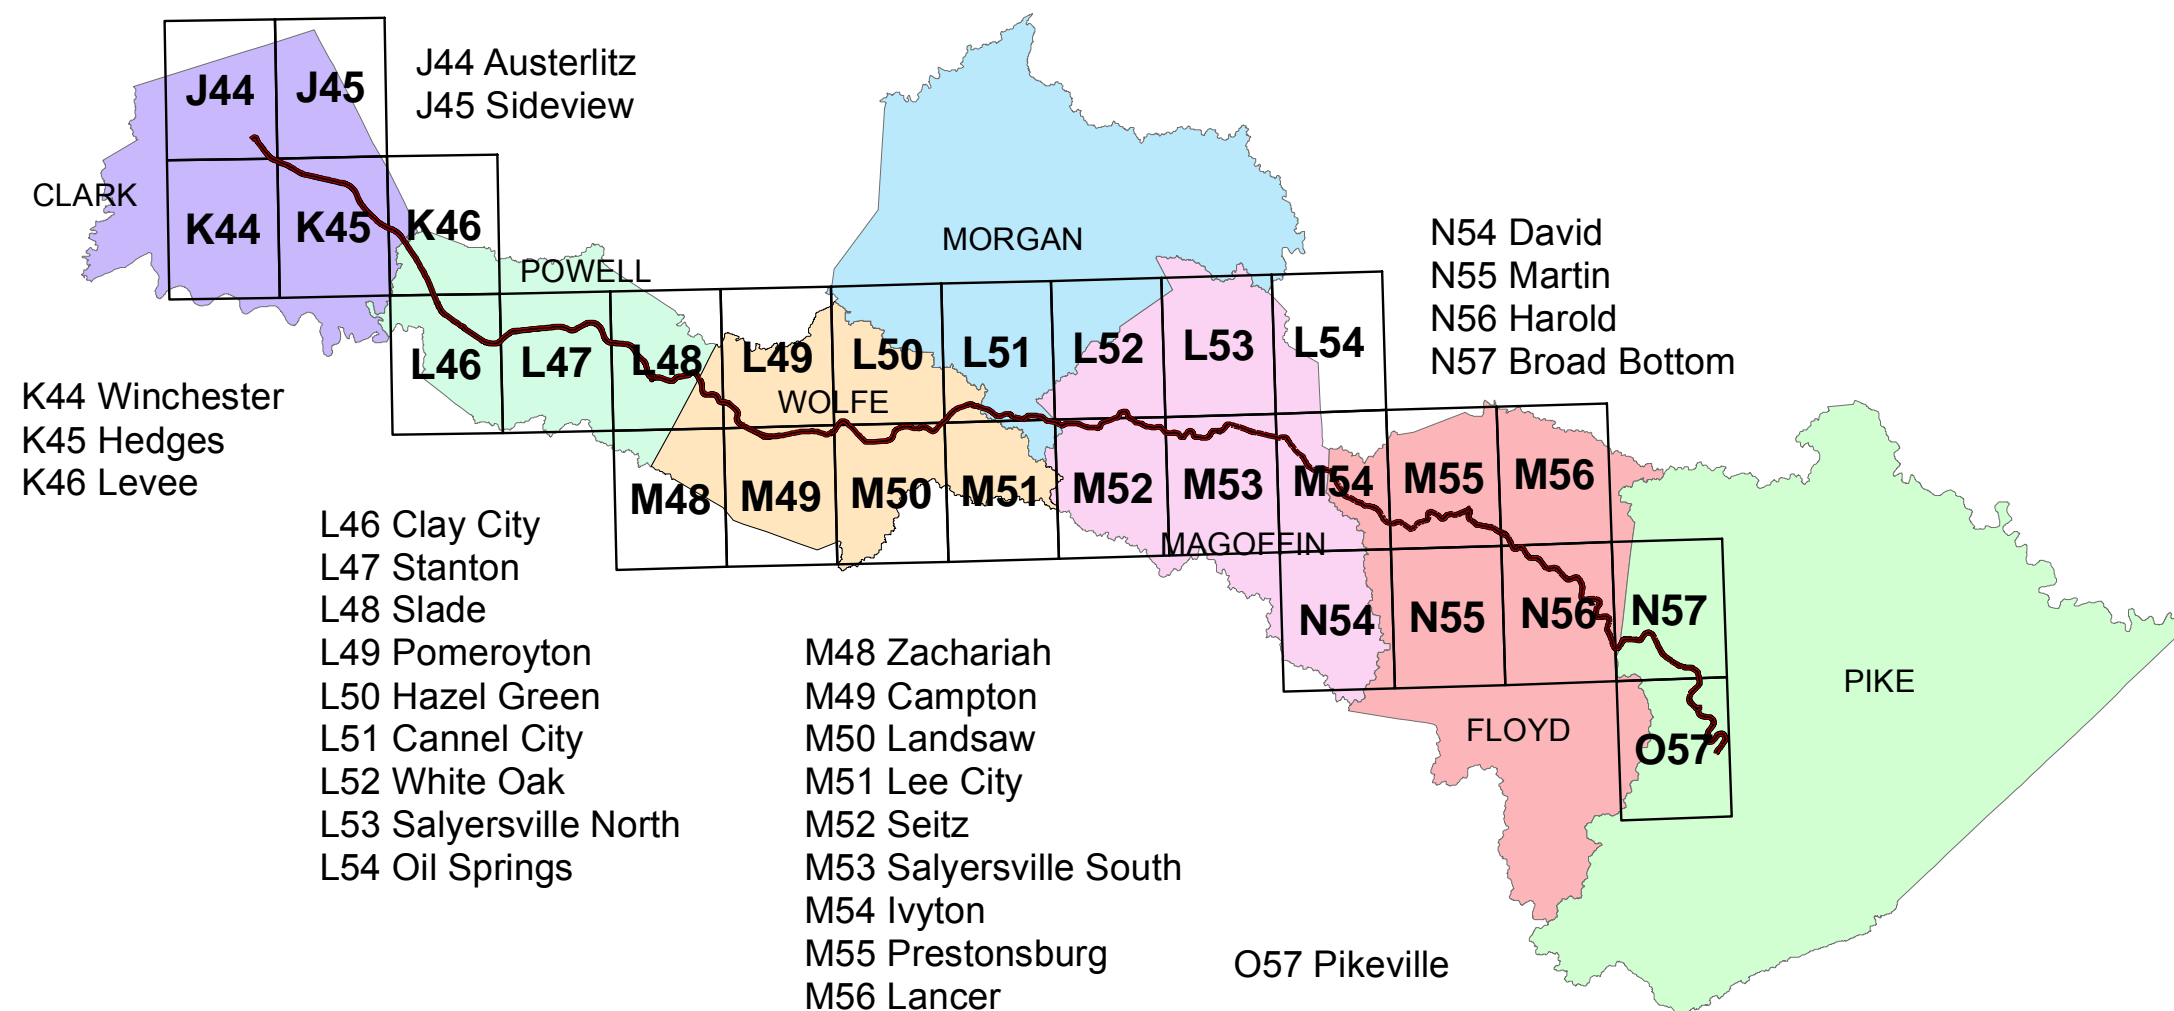 J44
J45
J44 Austerlitz
J45 Sideview
CLARK
K44
K45
K46
MORGAN
POWELL
N54 David
N55 Martin
N56 Harold
N57 Broad Bottom
L46
L47
L48
L49
L50
L51
L52
L53
L54
WOLFE
K44 Winchester
K45 Hedges
K46 Levee
M48
M49
M50
M51
M52
M53
M54
M55
M56
MAGOFFIN
L46 Clay City
L47 Stanton
L48 Slade
L49 Pomeroyton
L50 Hazel Green
L51 Cannel City
L52 White Oak
L53 Salyersville North
L54 Oil Springs
N54
N55
N56
N57
M48 Zachariah
M49 Campton
M50 Landsaw
M51 Lee City
M52 Seitz
M53 Salyersville South
M54 Ivyton
M55 Prestonsburg
M56 Lancer
PIKE
FLOYD
O57
O57 Pikeville